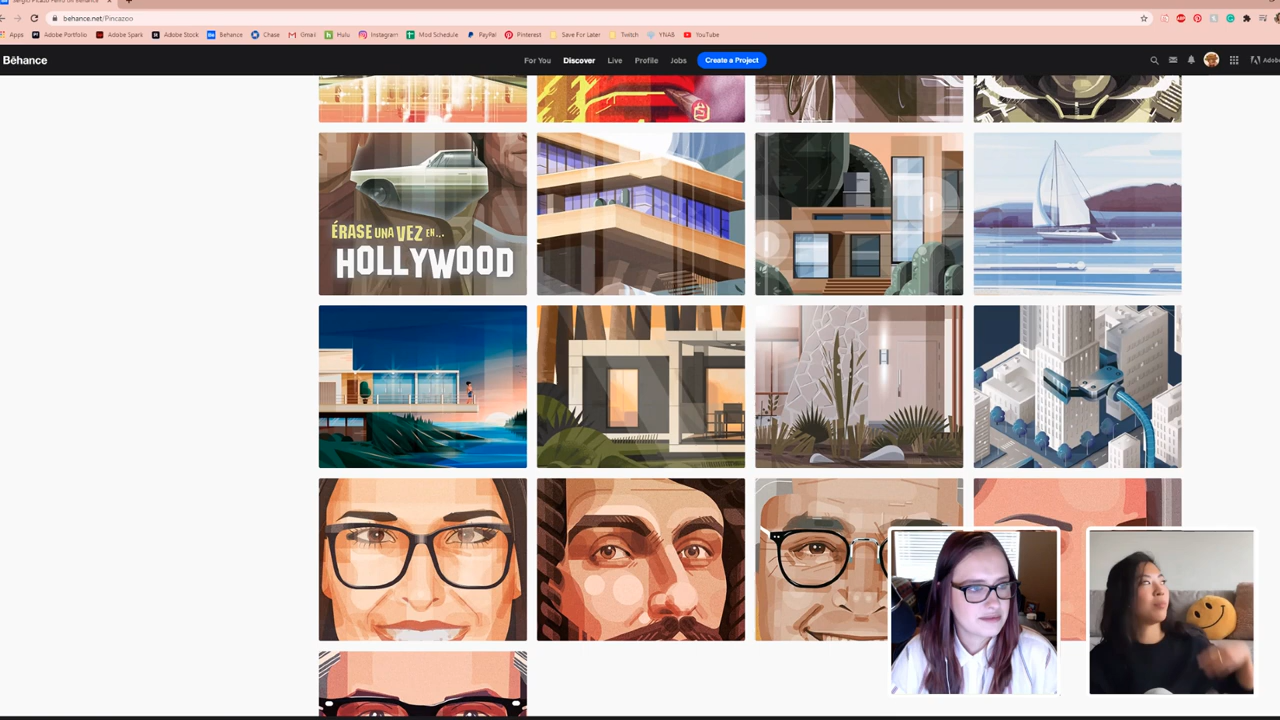 behance.net/Pincazoo
Apps Adobe Portfolio Adobe Spark Adobe Stock Behance Chase Gmail Hulu Instagram Mod Schedule PayPal Pinterest Save For Later Twitch YNAB YouTube
Bēhance For You Discover Live Profile Jobs Create a Project Adobe
ÉRASE UNA VEZ EN...
HOLLYWOOD